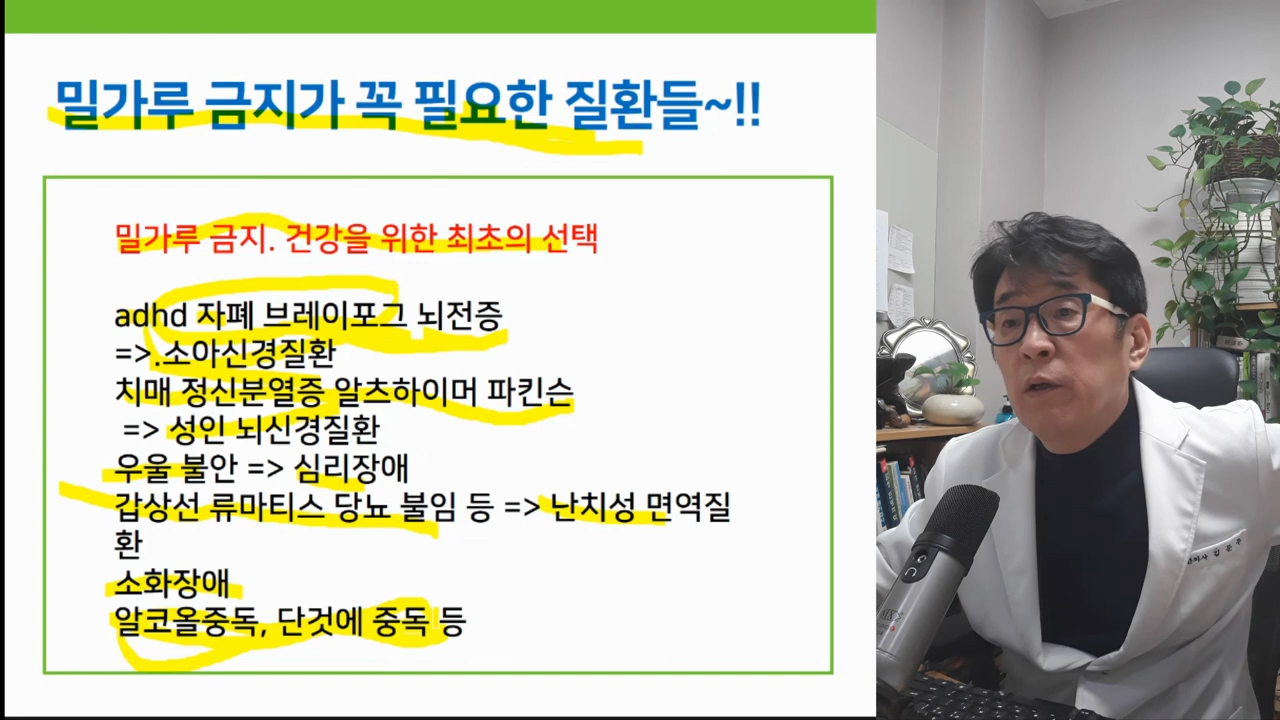 밀가루 금지가 꼭 필요한 질환들~!!
밀가루 금지. 건강을 위한 최초의 선택
adhd 자폐 브레이포그 뇌전증
=>.소아신경질환
치매 정신분열증 알츠하이머 파킨슨
=> 성인 뇌신경질환
우울 불안 => 심리장애
갑상선 류마티스 당뇨 불임 등 => 난치성 면역질
환
소화장애
알코올중독, 단것에 중독 등